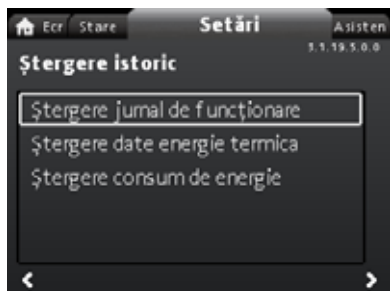 Ecr Stare Setări Asisten
3.1.19.5.0.0
Ștergere istoric
Ștergere jurnal de funcționare
Ștergere date energie termica
Ștergere consum de energie